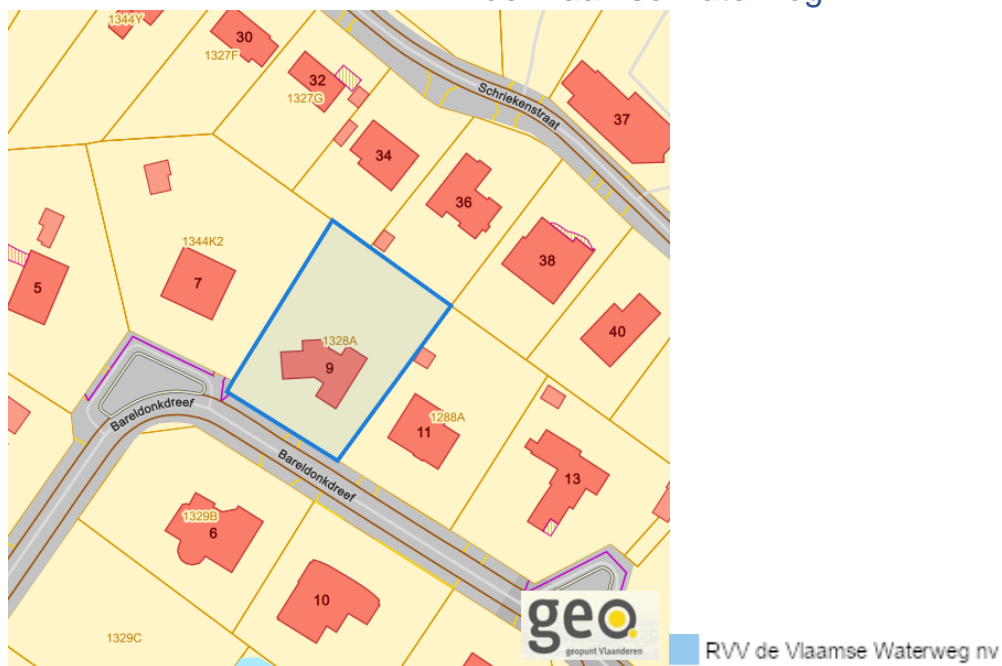 1344Y
30
1327F
32
1327G
Schriekenstraat
37
34
36
1344K2
7
38
5
40
1328A
9
Bareldonkdreef
1288A
11
Bareldonkdreef
13
1329B
6
10
geo
geopunt Vlaanderen
1329C
RVV de Vlaamse Waterweg nv